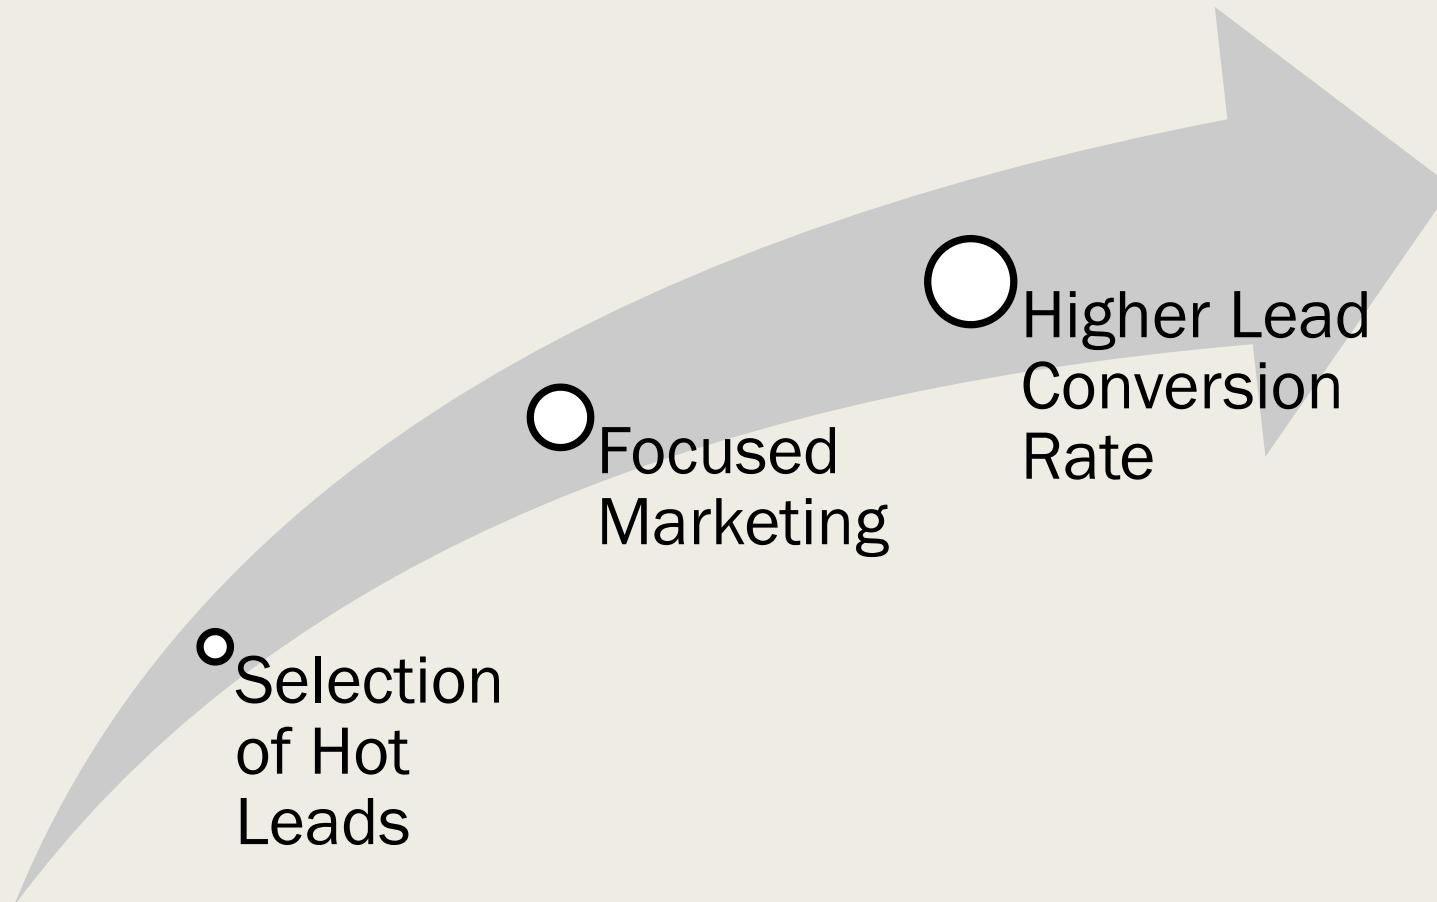 Selection
of Hot
Leads
Focused
Marketing
Higher Lead
Conversion
Rate